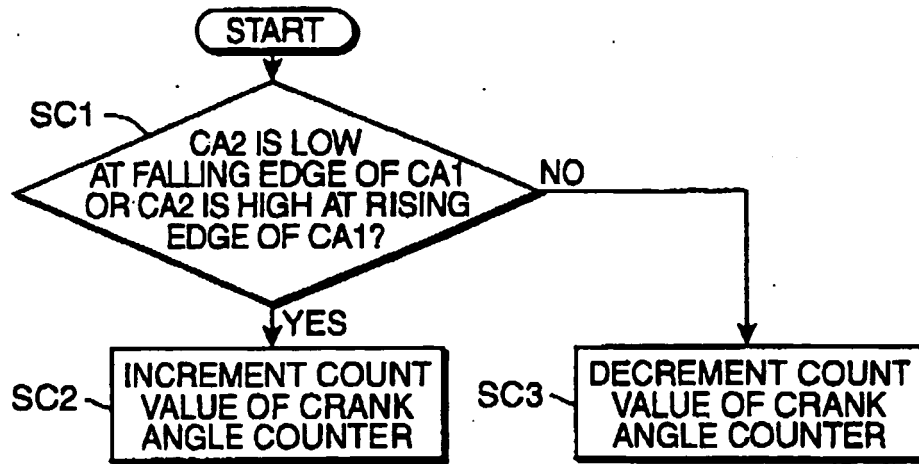 START
SC1
CA2 IS LOW
AT FALLING EDGE OF CA1
OR CA2 IS HIGH AT RISING
EDGE OF CA1?
NO
YES
SC2
INCREMENT COUNT
VALUE OF CRANK
ANGLE COUNTER
SC3
DECREMENT COUNT
VALUE OF CRANK
ANGLE COUNTER